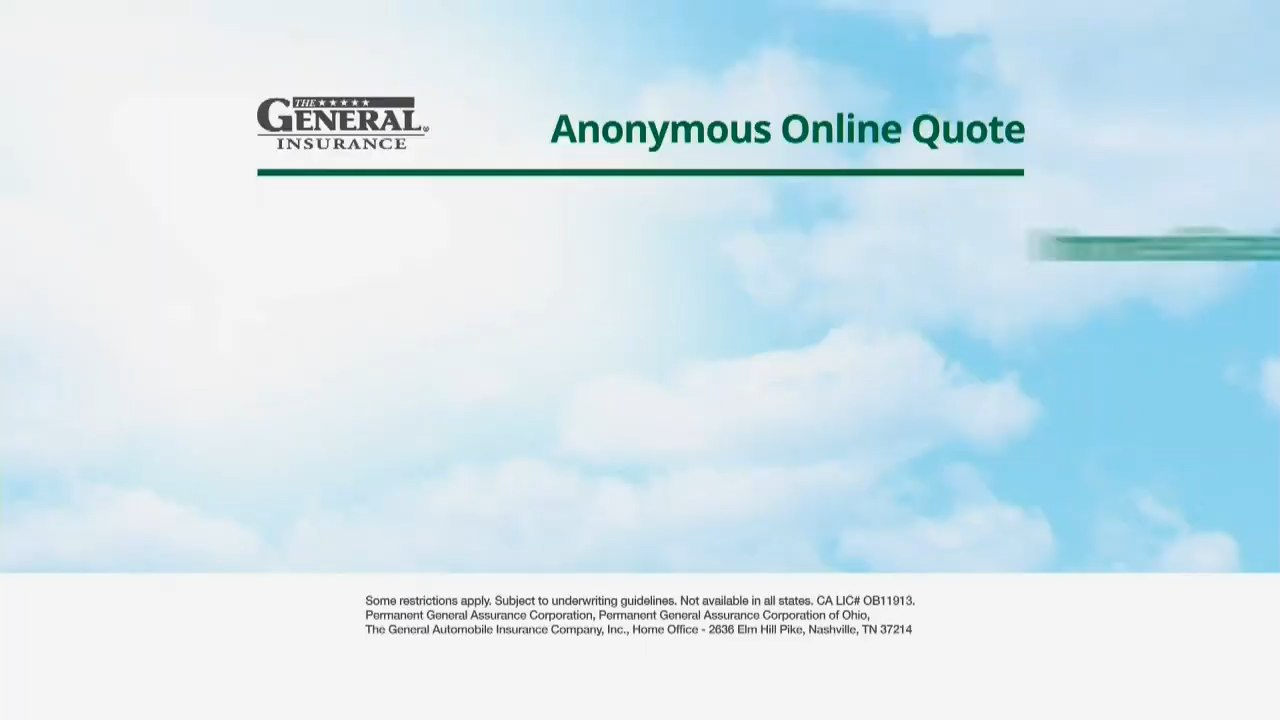 THE
GENERAL®
INSURANCE
Anonymous Online Quote
Some restrictions apply. Subject to underwriting guidelines. Not available in all states. CA LIC# OB11913.
Permanent General Assurance Corporation, Permanent General Assurance Corporation of Ohio,
The General Automobile Insurance Company, Inc., Home Office - 2636 Elm Hill Pike, Nashville, TN 37214